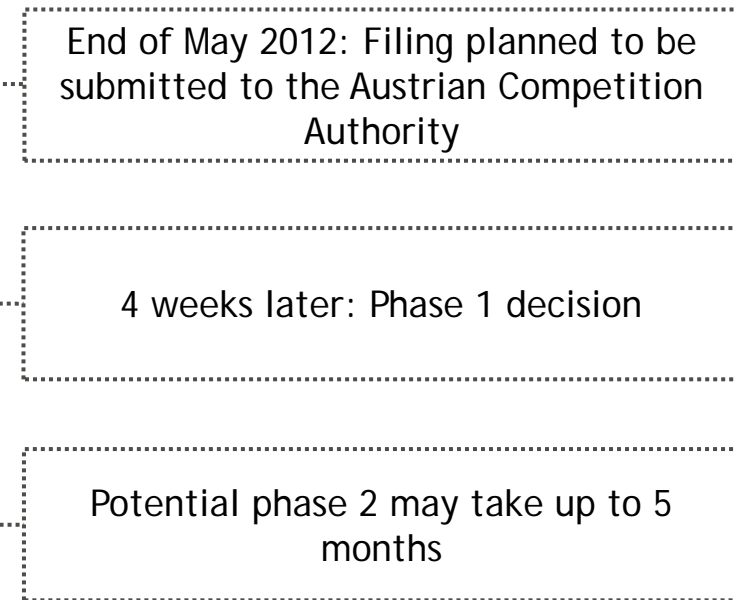 End of May 2012: Filing planned to be
submitted to the Austrian Competition
Authority
4 weeks later: Phase 1 decision
Potential phase 2 may take up to 5
months